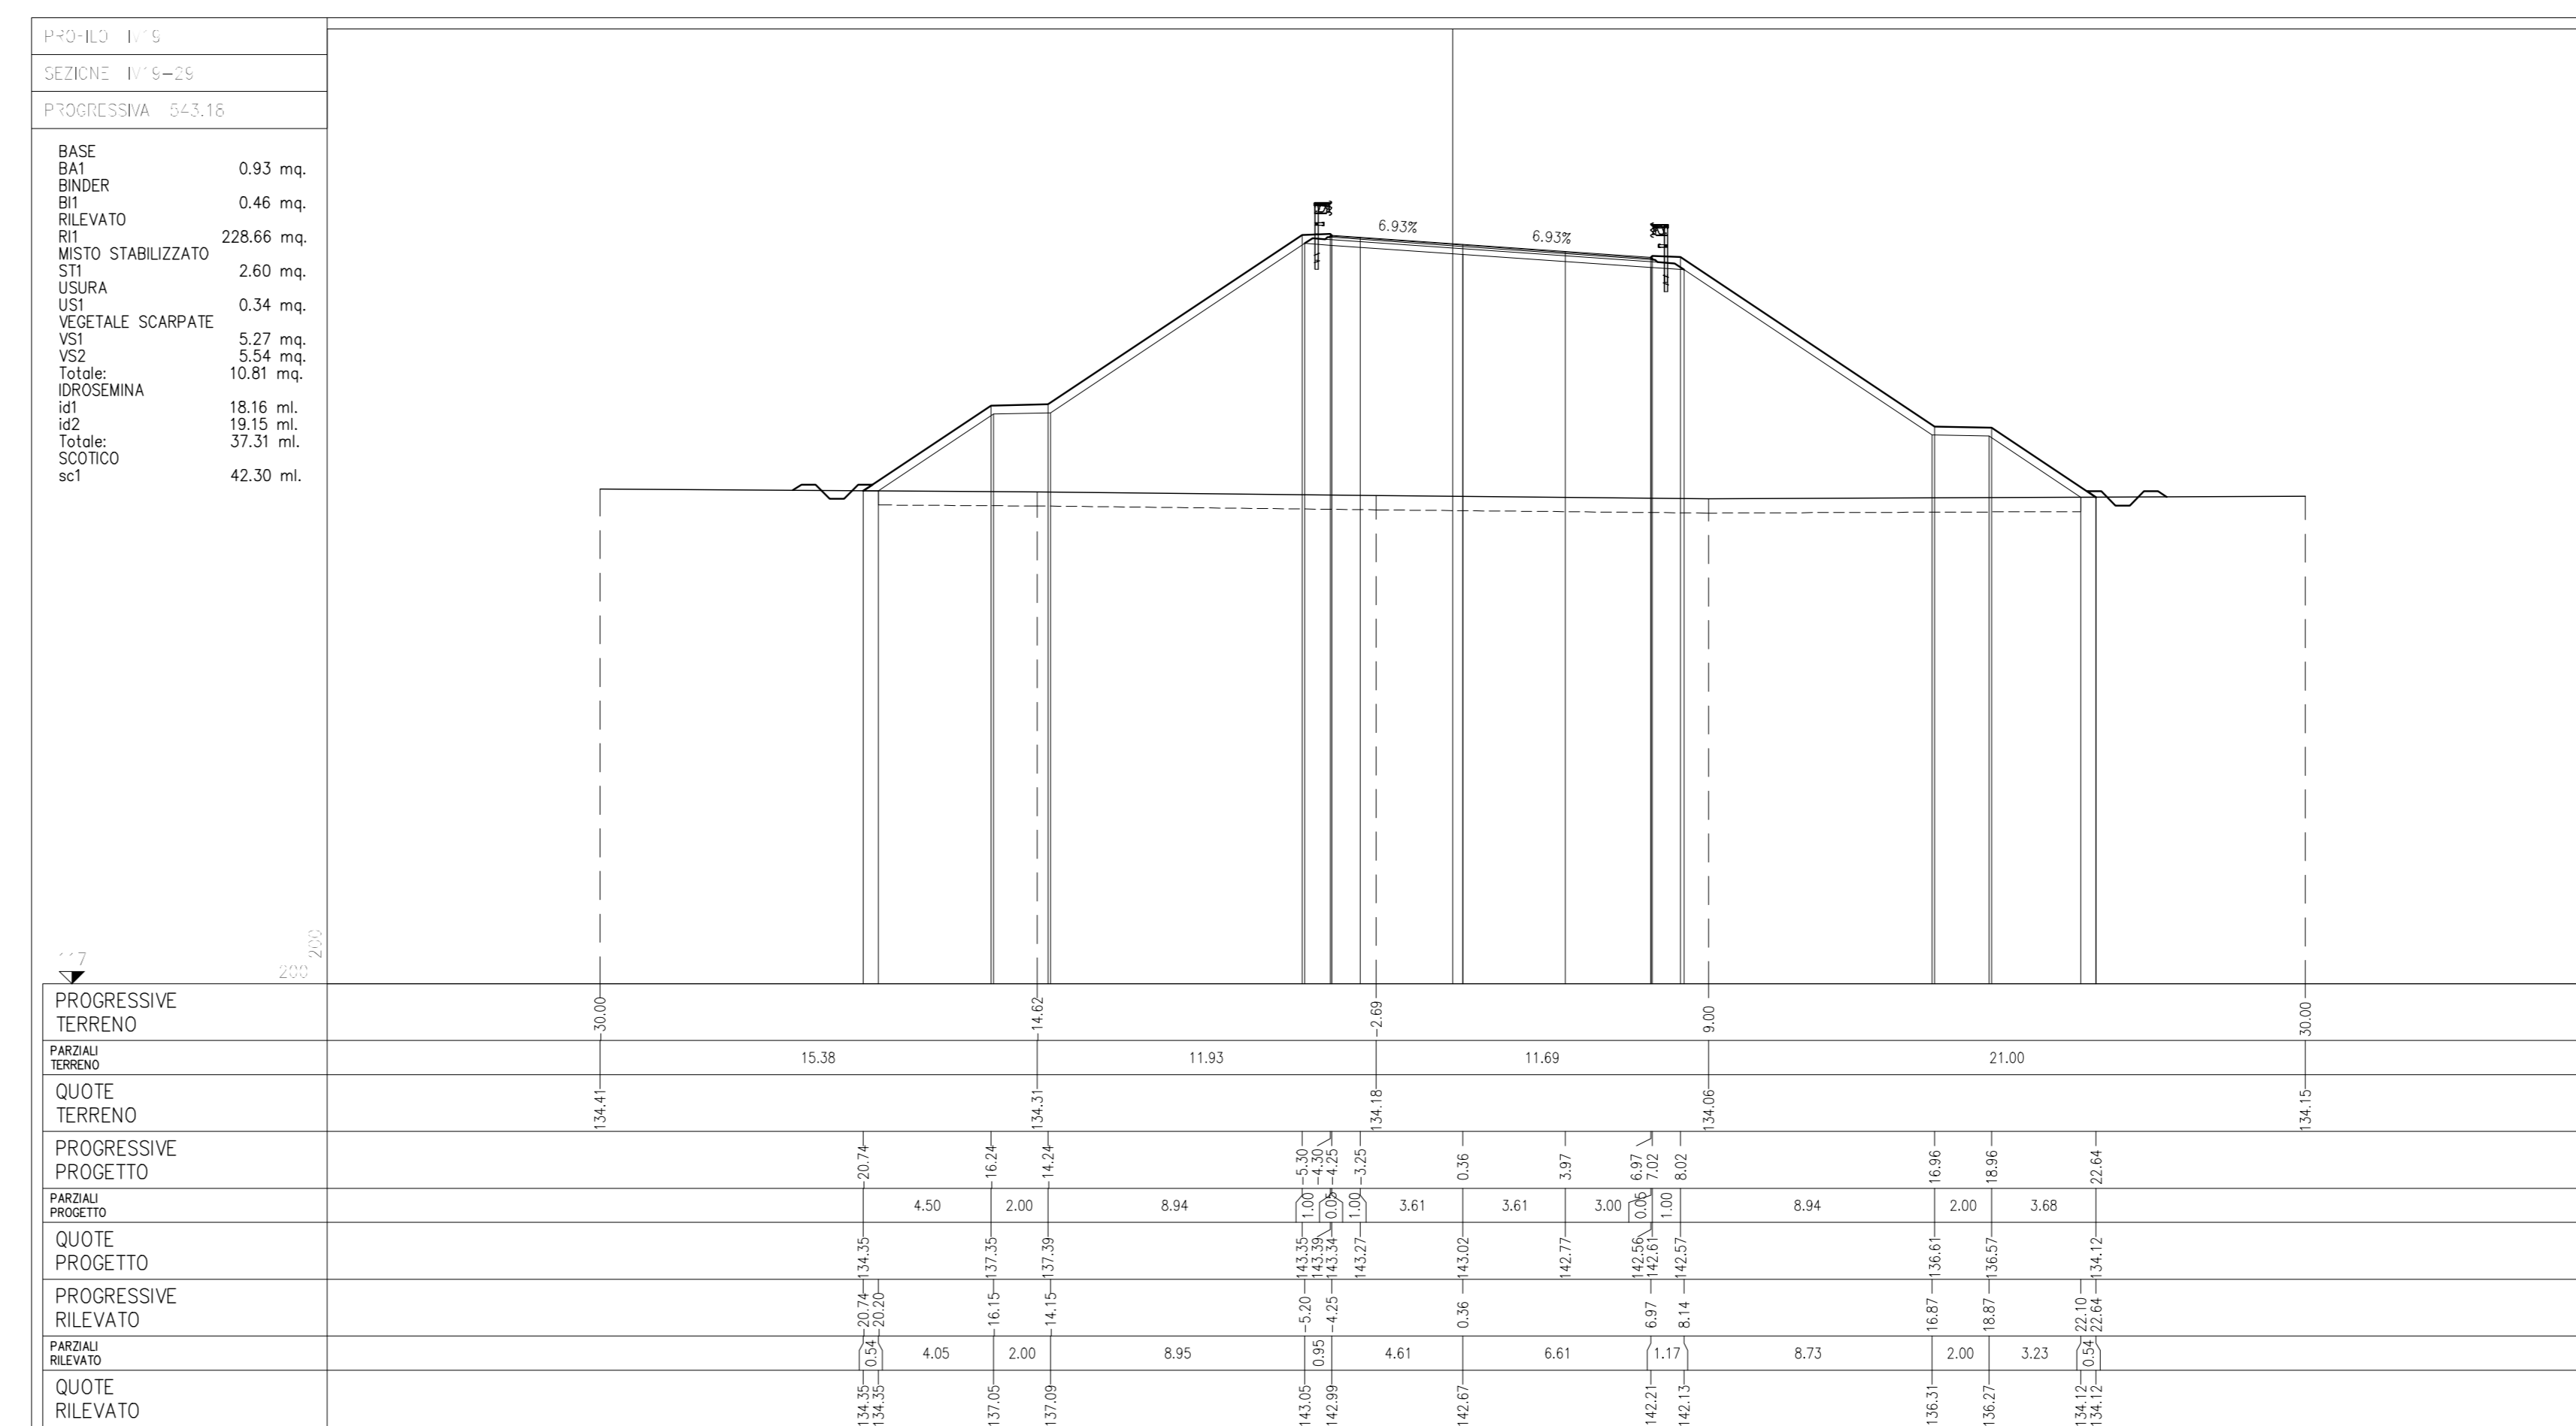 PROFILO IV19
SEZIONE IV19-29
PROGRESSIVA 543.18
BASE
BA1 0.93 mq.
BINDER
BI1 0.46 mq.
RILEVATO
RI1 228.66 mq.
MISTO STABILIZZATO
ST1 2.60 mq.
USURA
US1 0.34 mq.
VEGETALE SCARPATE
VS1 5.27 mq.
VS2 5.54 mq.
Totale: 10.81 mq.
IDROSEMINA
id1 18.16 ml.
id2 19.15 ml.
Totale: 37.31 ml.
SCOTICO
sc1 42.30 ml.
6.93% 6.93%
117
200
200
PROGRESSIVE
TERRENO
-30.00 -14.62 -2.69 9.00 30.00
PARZIALI
TERRENO
15.38 11.93 11.69 21.00
QUOTE
TERRENO
134.41 134.31 134.18 134.06 134.15
PROGRESSIVE
PROGETTO
-20.74 -16.24 -14.24 -5.30 -4.30 -4.25 -3.25 0.36 3.97 6.97 7.02 8.02 16.96 18.96 22.64
PARZIALI
PROGETTO
4.50 2.00 8.94 1.00 0.05 1.00 3.61 3.61 3.00 0.05 1.00 8.94 2.00 3.68
QUOTE
PROGETTO
134.35 137.35 137.39 143.35 143.39 143.34 143.27 143.02 142.77 142.56 142.61 142.57 136.61 136.57 134.12
PROGRESSIVE
RILEVATO
-20.74 -20.20 -16.15 -14.15 -5.20 -4.25 0.36 6.97 8.14 16.87 18.87 22.10 22.64
PARZIALI
RILEVATO
0.54 4.05 2.00 8.95 0.95 4.61 6.61 1.17 8.73 2.00 3.23 0.54
QUOTE
RILEVATO
134.35 134.35 137.05 137.09 143.05 142.99 142.67 142.21 142.13 136.31 136.27 134.12 134.12